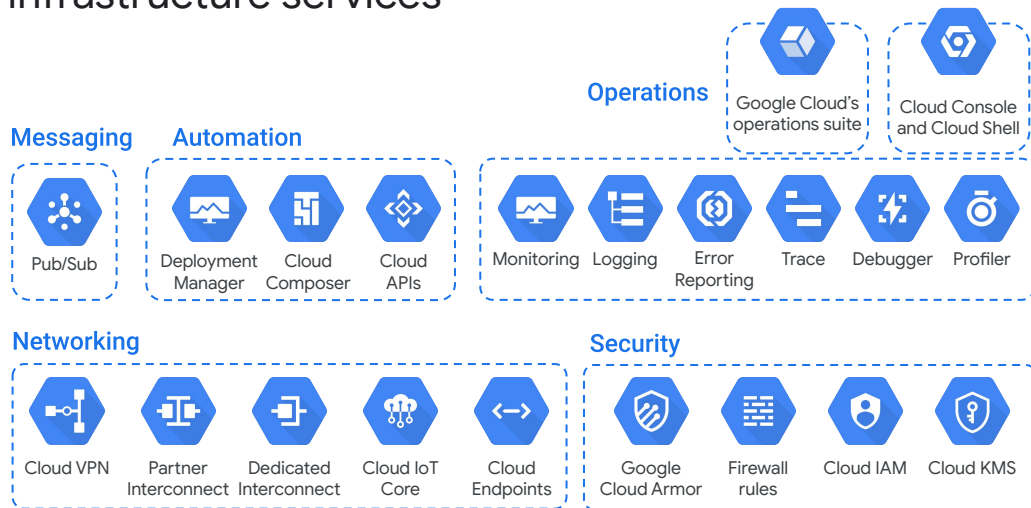 infrastructure services
Operations
Google Cloud's
operations suite
Cloud Console
and Cloud Shell
Messaging
Automation
Pub/Sub
Deployment
Manager
Cloud
Composer
Cloud
APIs
Monitoring
Logging
Error
Reporting
Trace
Debugger
Profiler
Networking
Security
Cloud VPN
Partner
Interconnect
Dedicated
Interconnect
Cloud IoT
Core
Cloud
Endpoints
Google
Cloud Armor
Firewall
rules
Cloud IAM
Cloud KMS